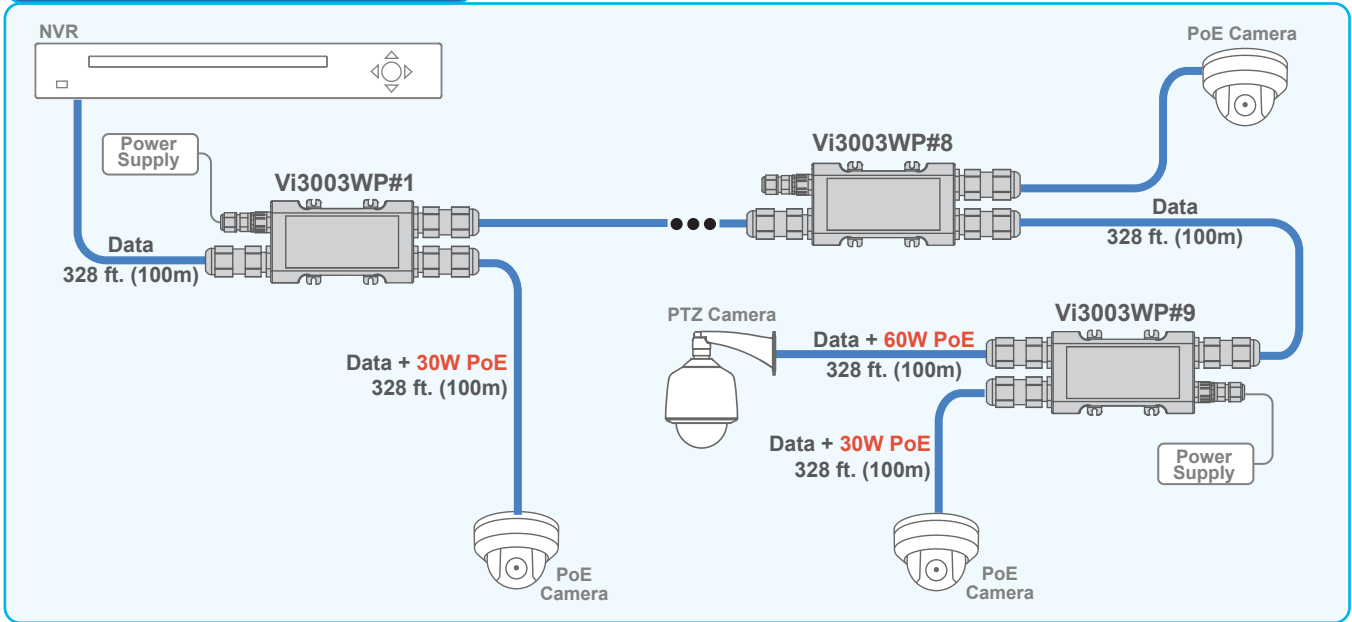 NVR
PoE Camera
Power
Supply
Vi3003WP#1
Data
328 ft. (100m)
Data + 30W PoE
328 ft. (100m)
PoE
Camera
Vi3003WP#8
Data
328 ft. (100m)
Vi3003WP#9
PTZ Camera
Data + 60W PoE
328 ft. (100m)
Data + 30W PoE
328 ft. (100m)
Power
Supply
PoE
Camera